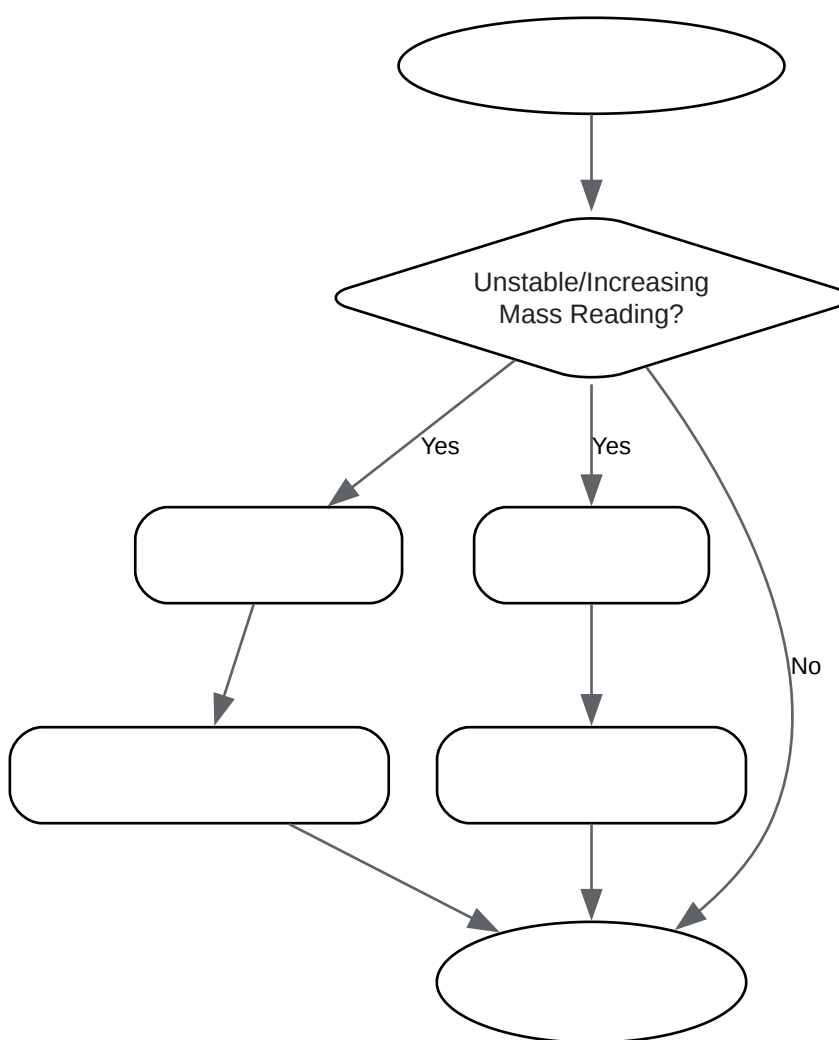 Unstable/Increasing
Mass Reading?
Yes
Yes
No